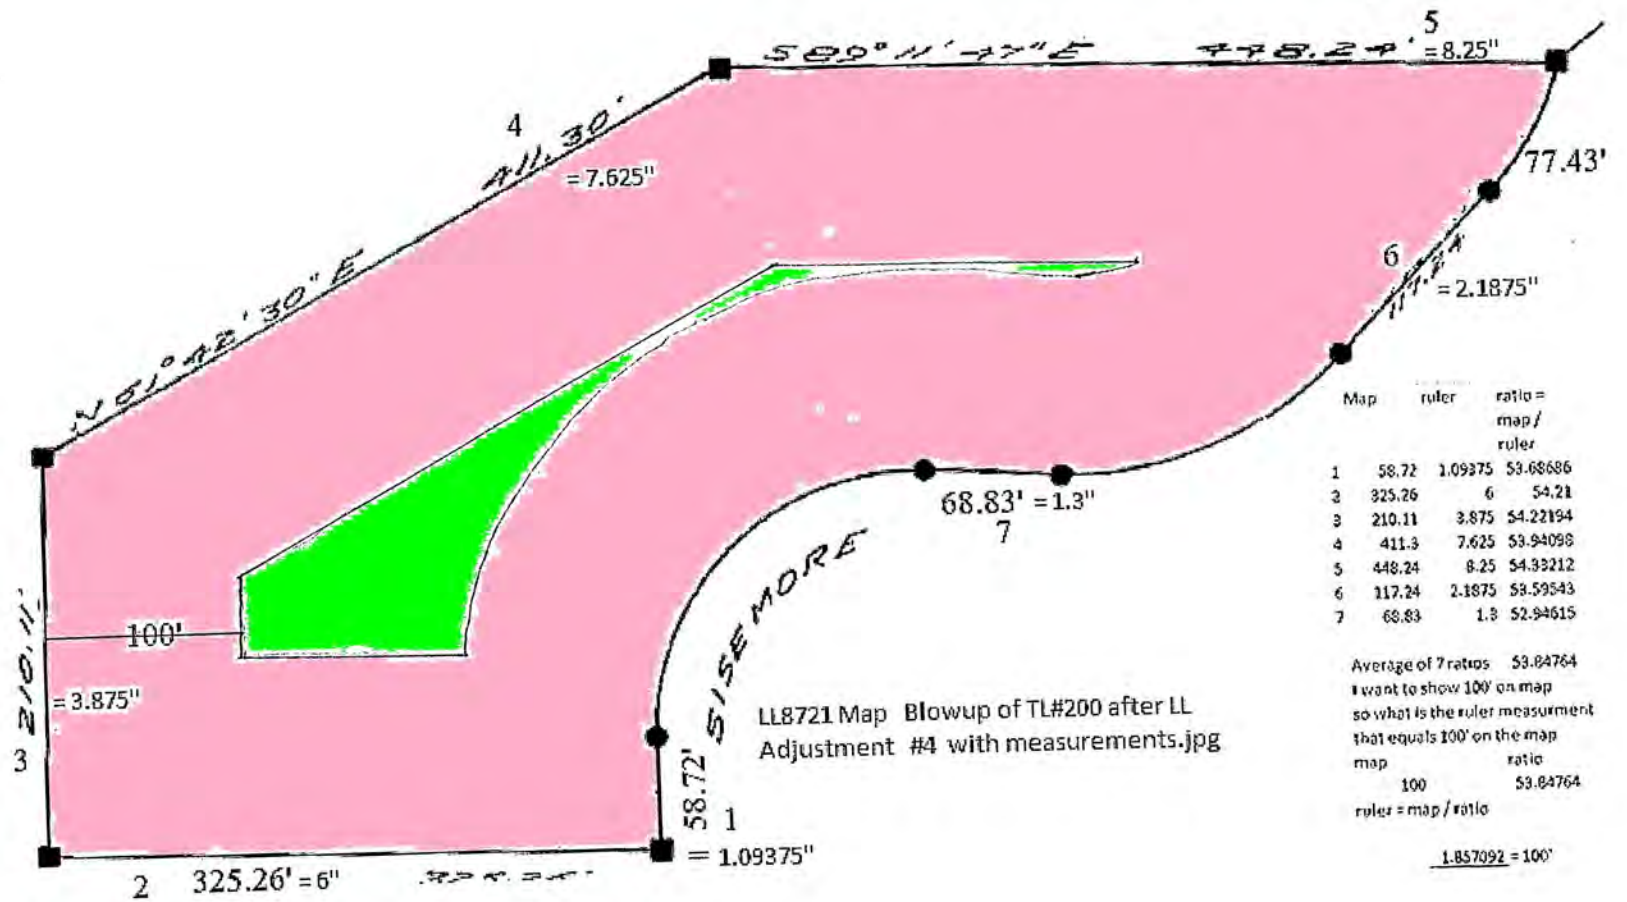 5
S89° 11' 47" E 448.24'
= 8.25"
4
411.30'
= 7.625"
77.43'
N 61° 42' 30" E
6
= 2.1875"
Map ruler ratio =
map /
ruler
1 58.72 1.09375 53.68686
2 325.26 6 54.21
3 210.11 3.875 54.22194
4 411.3 7.625 53.94098
5 448.24 8.25 54.33212
6 117.24 2.1875 53.59543
7 68.83 1.3 52.94615
68.83' = 1.3"
7
SISEMORE
100'
210.11'
= 3.875"
3
Average of 7 ratios 53.84764
I want to show 100' on map
so what is the ruler measurment
that equals 100' on the map
map ratio
100 53.84764
ruler = map / ratio
1.857092 = 100'
LL8721 Map Blowup of TL#200 after LL
Adjustment #4 with measurements.jpg
58.72'
1
= 1.09375"
2 325.26' = 6"